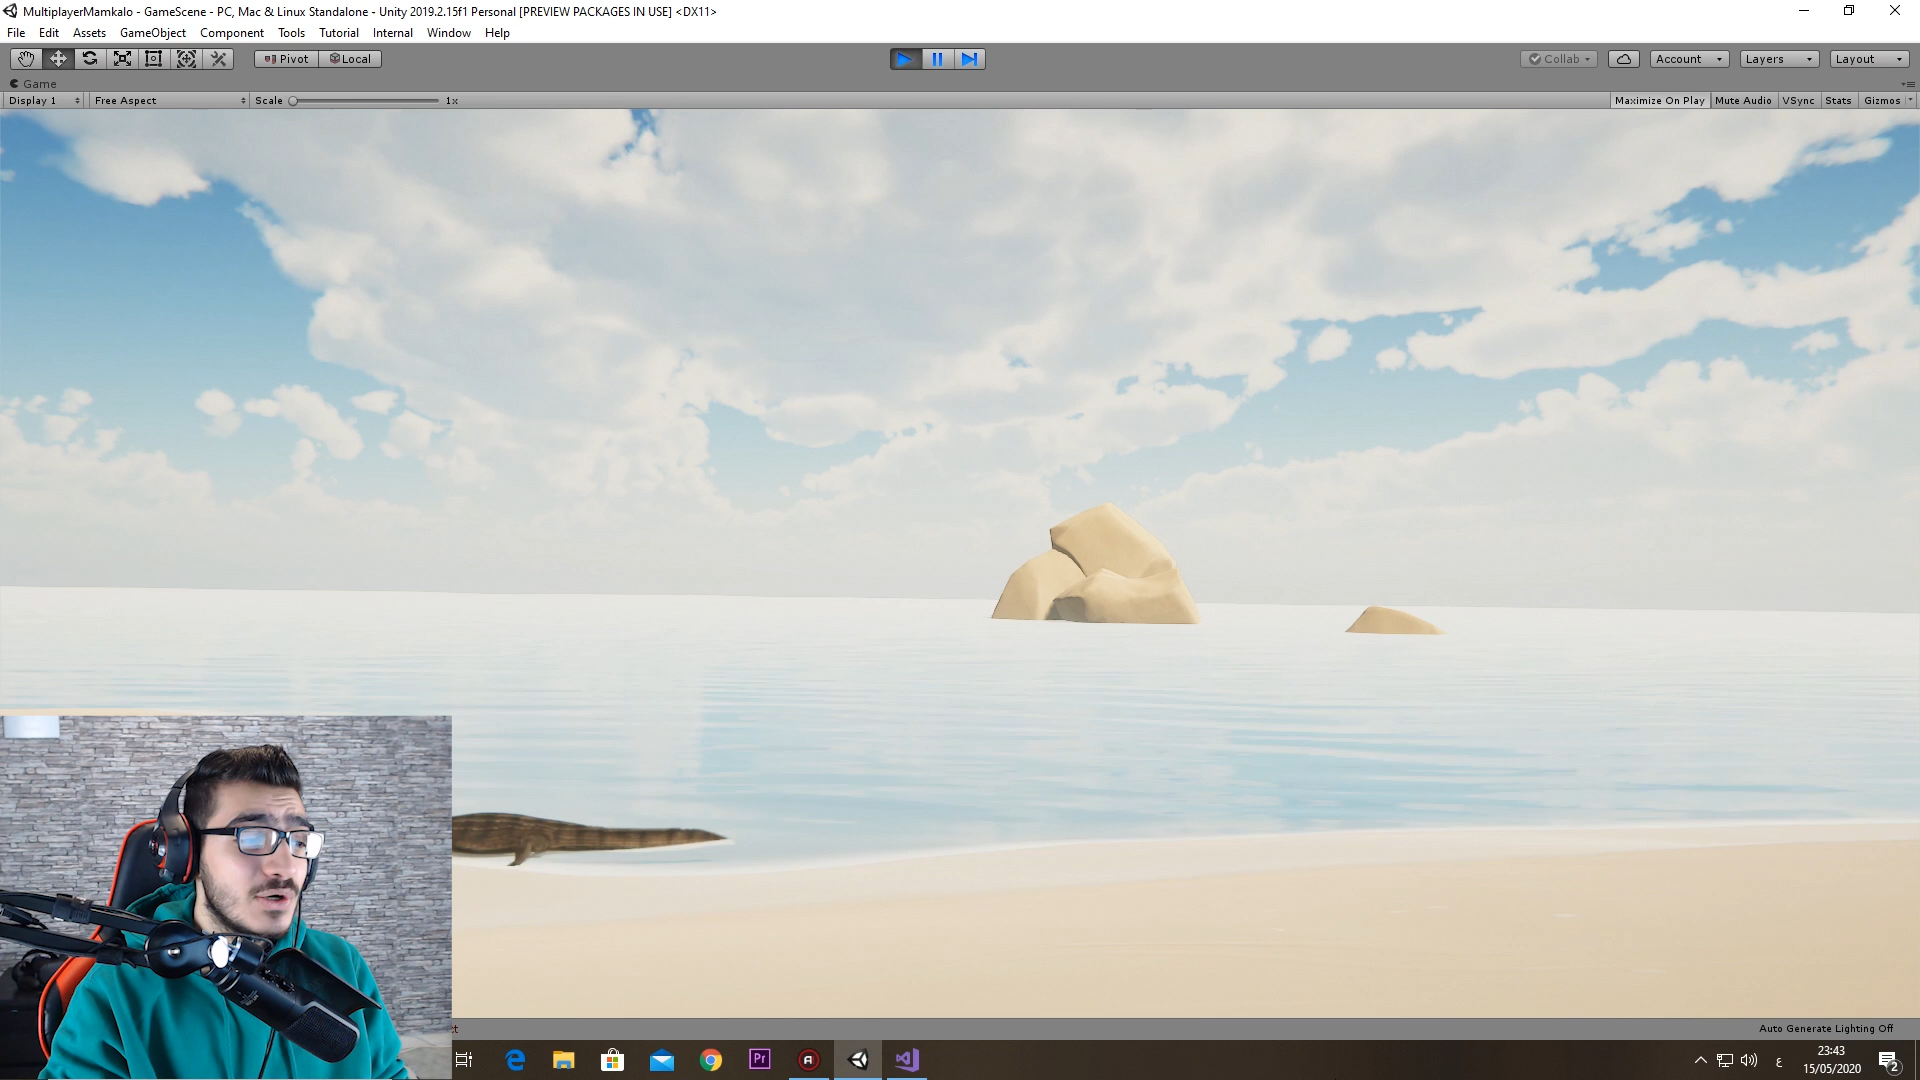 MultiplayerMamkalo - GameScene - PC, Mac & Linux Standalone - Unity 2019.2.15f1 Personal [PREVIEW PACKAGES IN USE] <DX11>
File Edit Assets GameObject Component Tools Tutorial Internal Window Help
Pivot Local Collab Account Layers Layout
Game
Display 1 Free Aspect Scale 1x Maximize On Play Mute Audio VSync Stats Gizmos
Auto Generate Lighting Off
Pr
ع
23:43
15/05/2020
2